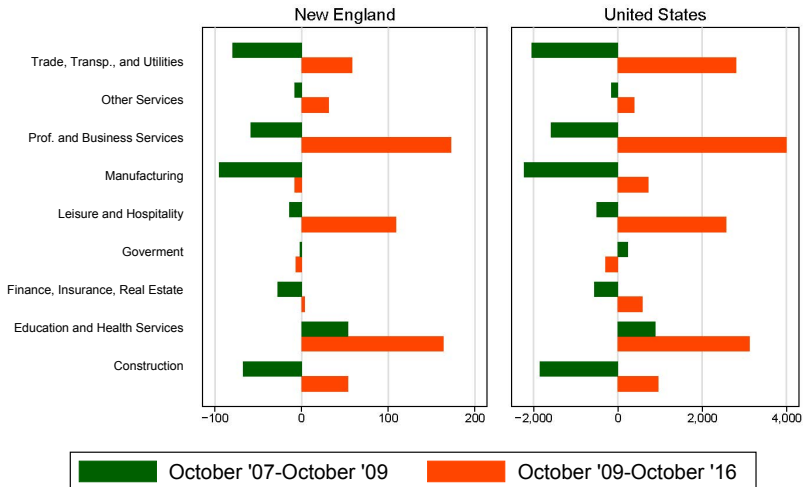 New England United States
Trade, Transp., and Utilities
Other Services
Prof. and Business Services
Manufacturing
Leisure and Hospitality
Goverment
Finance, Insurance, Real Estate
Education and Health Services
Construction
−100 0 100 200 −2,000 0 2,000 4,000
October '07-October '09 October '09-October '16